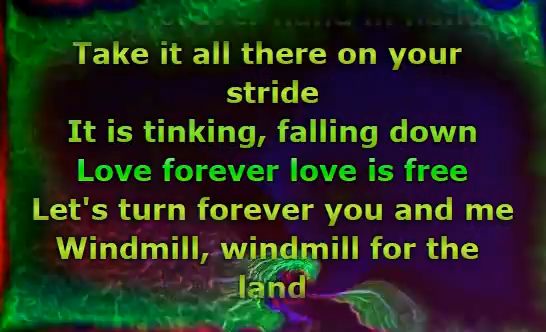 Take it all there on your
stride
It is tinking, falling down
Love forever love is free
Let's turn forever you and me
Windmill, windmill for the
land